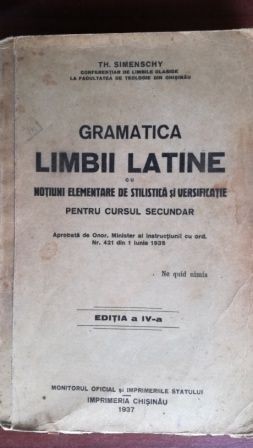 TH. SIMENSCHY
CONFERENȚIAR DE LIMBILE CLASICE
LA FACULTATEA DE TEOLOGIE DIN CHIȘINĂU
GRAMATICA
LIMBII LATINE
CU
NOȚIUNI ELEMENTARE DE STILISTICĂ ȘI VERSIFICAȚIE
PENTRU CURSUL SECUNDAR
Aprobată de Onor. Minister al Instrucțiunii cu ord.
Nr. 421 din 1 Iunie 1935
Ne quid nimis
EDIȚIA a IV-a
MONITORUL OFICIAL și IMPRIMERIILE STATULUI
IMPRIMERIA CHIȘINĂU
1937